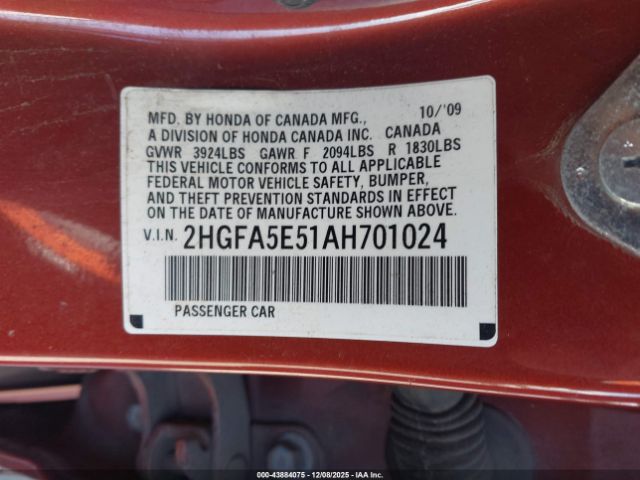 MFD. BY HONDA OF CANADA MFG., 10/'09
A DIVISION OF HONDA CANADA INC. CANADA
GVWR 3924LBS GAWR F 2094LBS R 1830LBS
THIS VEHICLE CONFORMS TO ALL APPLICABLE
FEDERAL MOTOR VEHICLE SAFETY, BUMPER,
AND THEFT PREVENTION STANDARDS IN EFFECT
ON THE DATE OF MANUFACTURE SHOWN ABOVE.
V.I.N. 2HGFA5E51AH701024
PASSENGER CAR
000-43884075 | 12/08/2025 | IAA Inc.